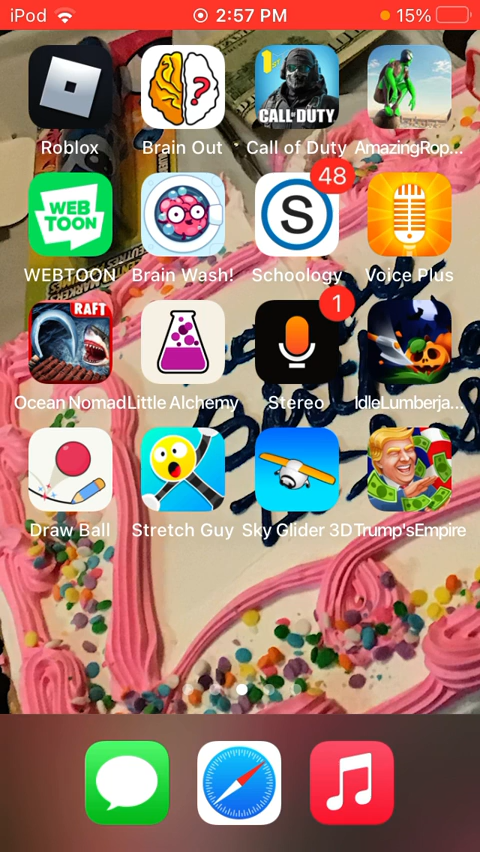 iPod 2:57 PM 15%
1ST
CALL OF DUTY
Roblox Brain Out Call of Duty AmazingRop...
48
WEB
TOON
S
WEBTOON Brain Wash! Schoology Voice Plus
RAFT 1
Ocean Nomad Little Alchemy Stereo IdleLumberja...
Draw Ball Stretch Guy Sky Glider 3D Trump'sEmpire